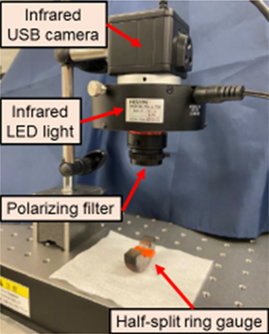 Infrared
USB camera
Infrared
LED light
Polarizing filter
Half-split ring gauge